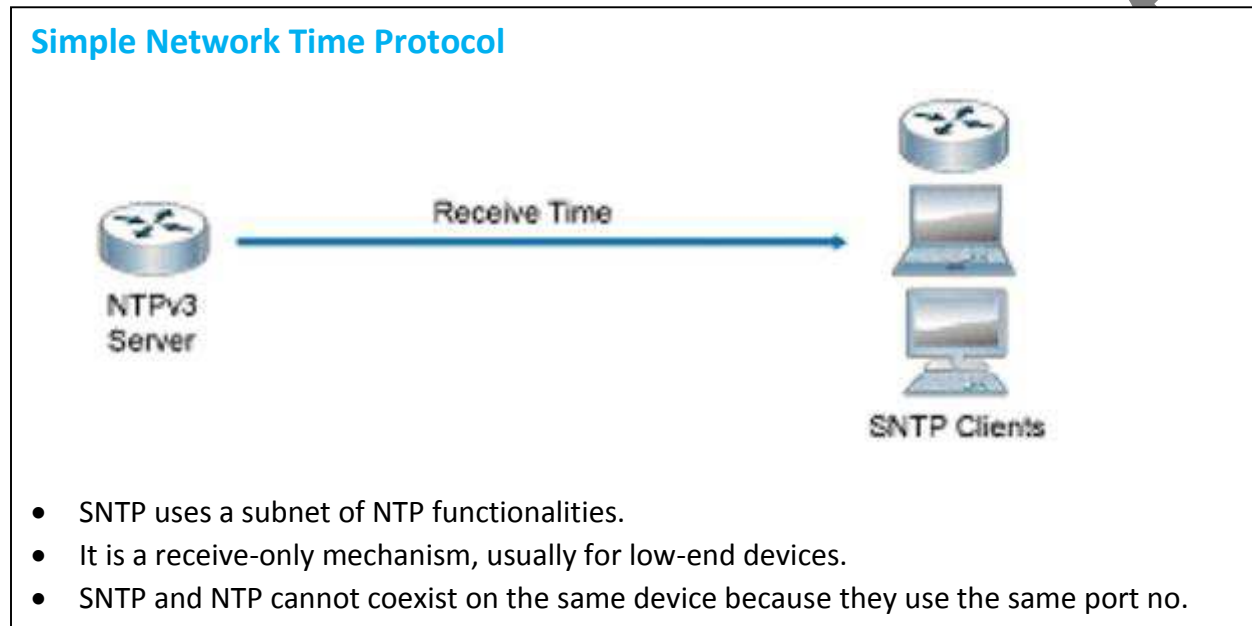 Simple Network Time Protocol
Receive Time
NTPv3
Server
SNTP Clients
• SNTP uses a subnet of NTP functionalities.
• It is a receive-only mechanism, usually for low-end devices.
• SNTP and NTP cannot coexist on the same device because they use the same port no.